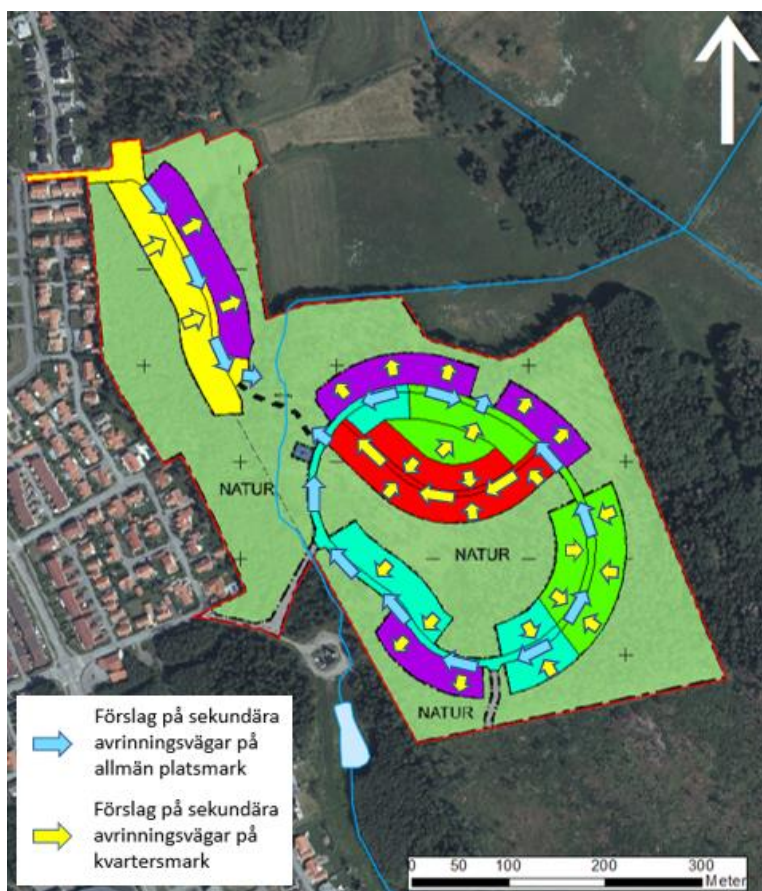 NATUR
NATUR
NATUR
Förslag på sekundära
avrinningsvägar på
allmän platsmark
Förslag på sekundära
avrinningsvägar på
kvartersmark
0 50 100 200 300
Meter